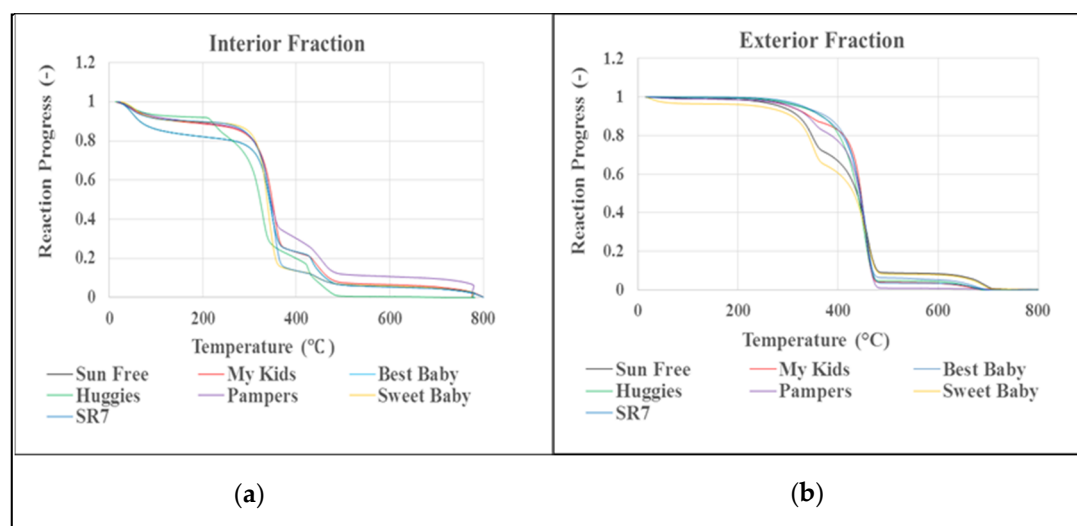 Interior Fraction
Reaction Progress (-)
1.2
1
0.8
0.6
0.4
0.2
0
0 200 400 600 800
Temperature (℃)
Sun Free My Kids Best Baby
Huggies Pampers Sweet Baby
SR7
(a)
Exterior Fraction
Reaction Progress (-)
1.2
1
0.8
0.6
0.4
0.2
0
0 200 400 600 800
Temperature (°C)
Sun Free My Kids Best Baby
Huggies Pampers Sweet Baby
SR7
(b)